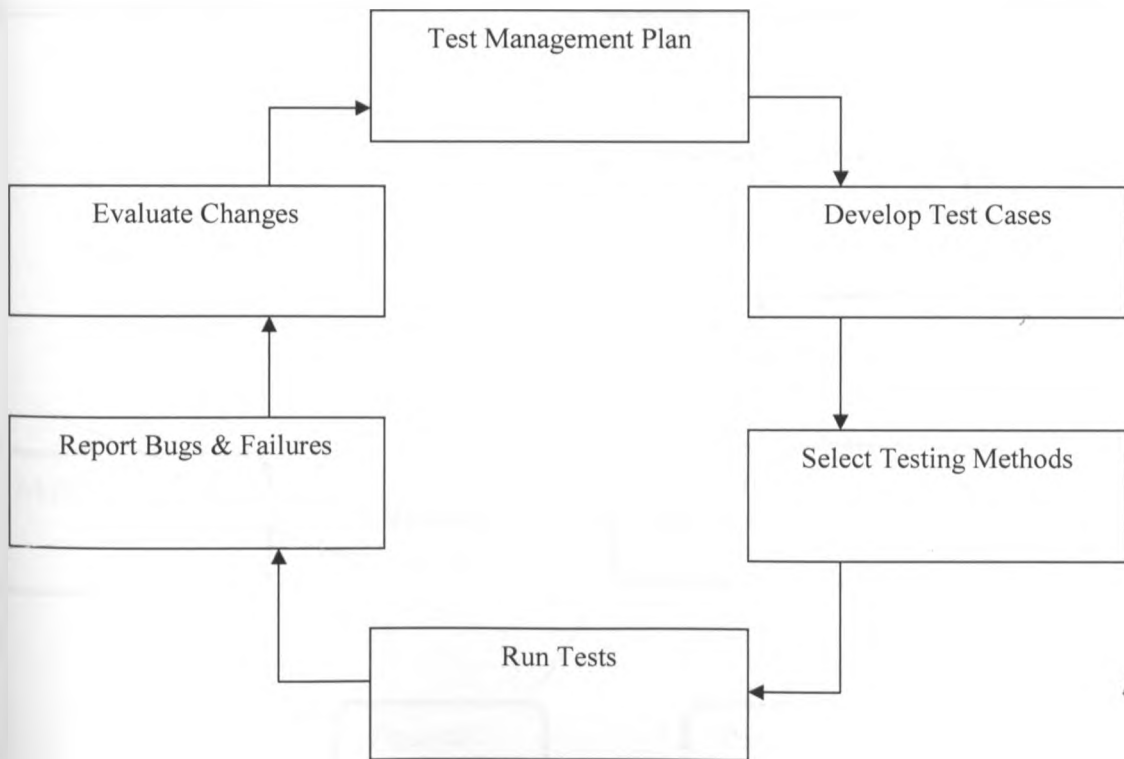 Test Management Plan
Evaluate Changes
Develop Test Cases
Report Bugs & Failures
Select Testing Methods
Run Tests